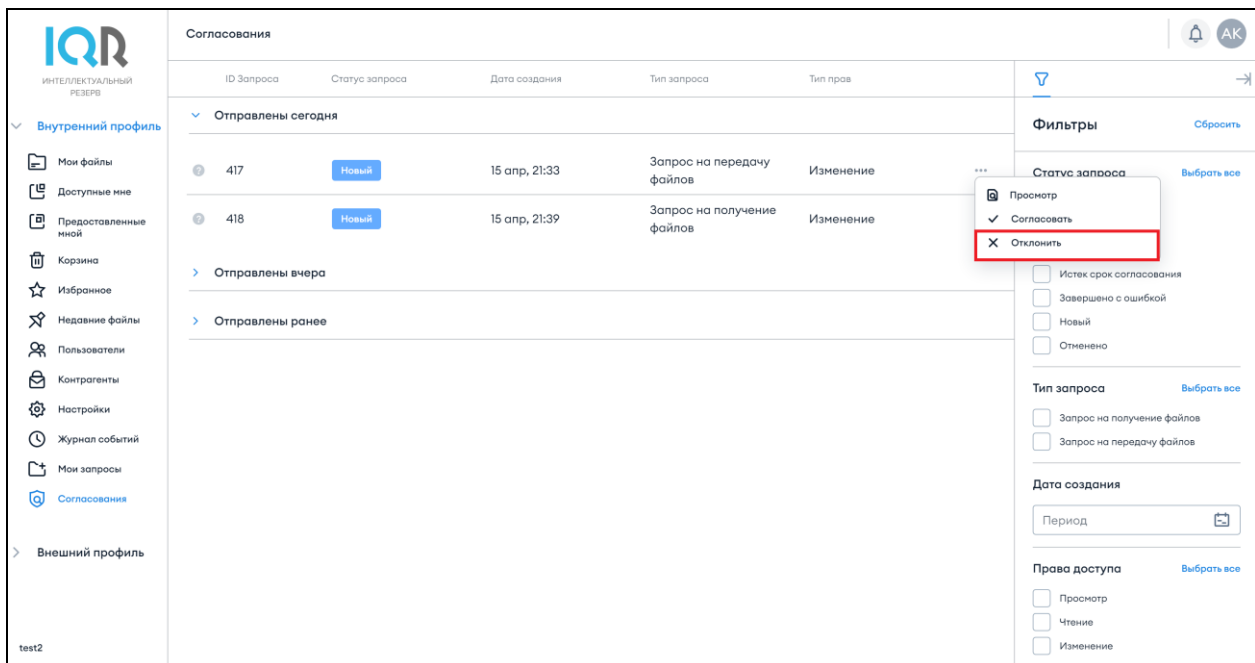 IQR
ИНТЕЛЛЕКТУАЛЬНЫЙ
РЕЗЕРВ
Внутренний профиль
Мои файлы
Доступные мне
Предоставленные
мной
Корзина
Избранное
Недавние файлы
Пользователи
Контрагенты
Настройки
Журнал событий
Мои запросы
Согласования
Внешний профиль
test2
Согласования
AK
ID Запроса Статус запроса Дата создания Тип запроса Тип прав
Отправлены сегодня
417 Новый 15 апр, 21:33 Запрос на передачу
файлов Изменение
418 Новый 15 апр, 21:39 Запрос на получение
файлов Изменение
Отправлены вчера
Отправлены ранее
Просмотр
Согласовать
Отклонить
Фильтры Сбросить
Статус запроса Выбрать все
Истек срок согласования
Завершено с ошибкой
Новый
Отменено
Тип запроса Выбрать все
Запрос на получение файлов
Запрос на передачу файлов
Дата создания
Период
Права доступа Выбрать все
Просмотр
Чтение
Изменение